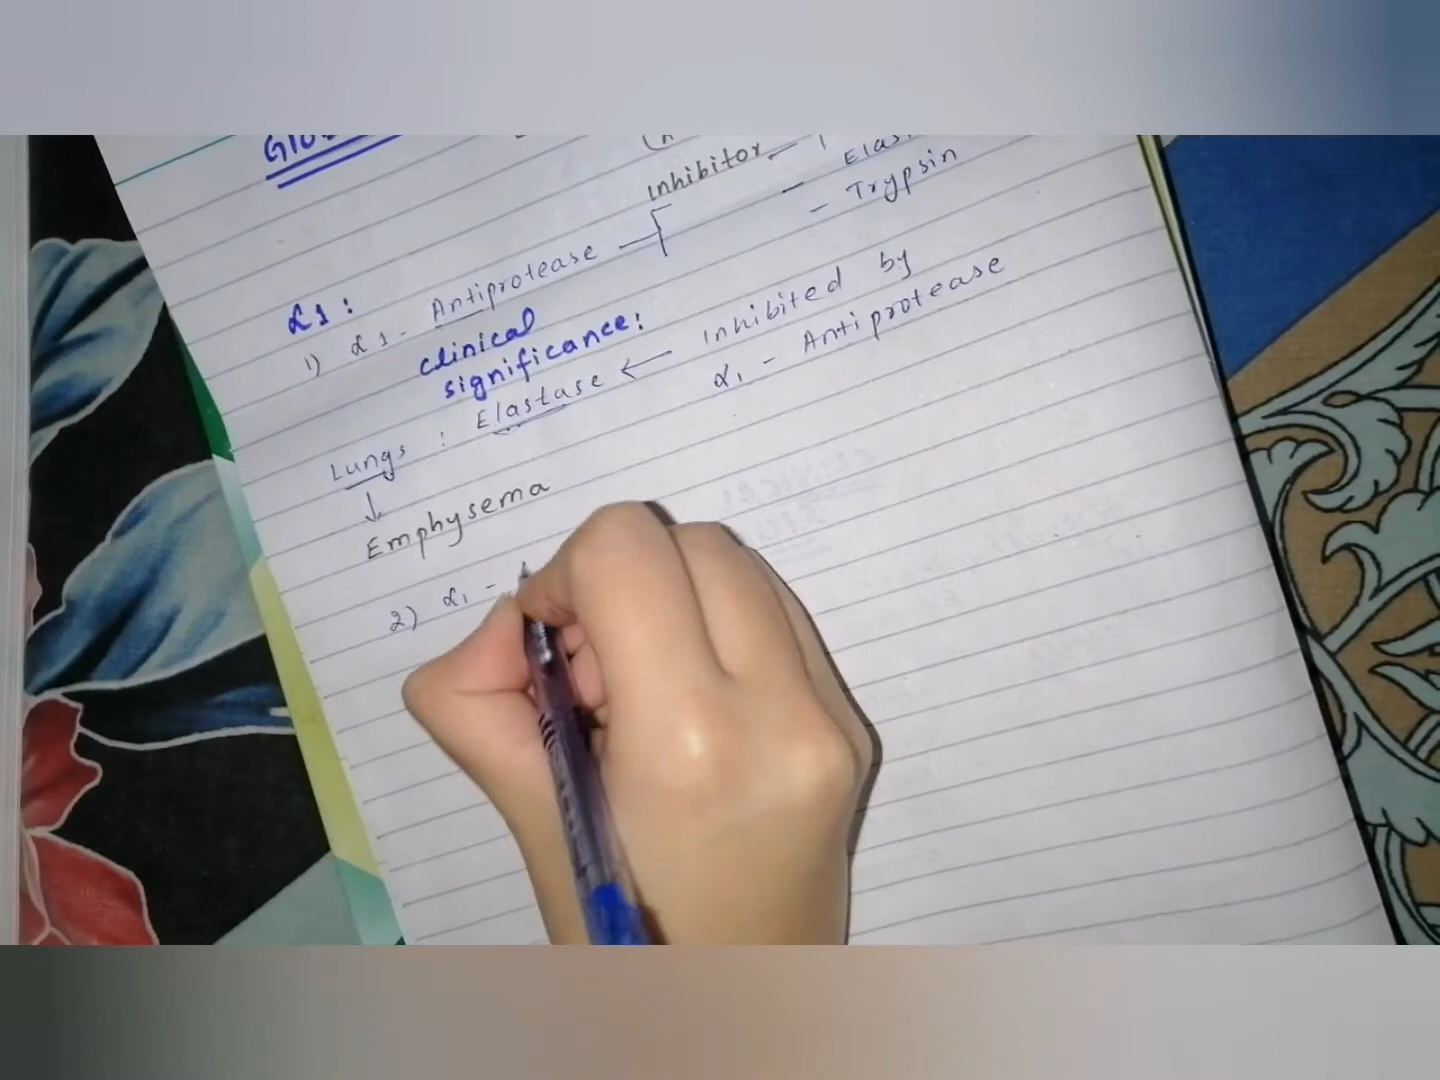 Inhibitor –
– Trypsin
α1:
1) α1 - Antiprotease
clinical
significance:
Lungs : Elastase ← Inhibited by
α1 - Antiprotease
↓
Emphysema
2) α1 -